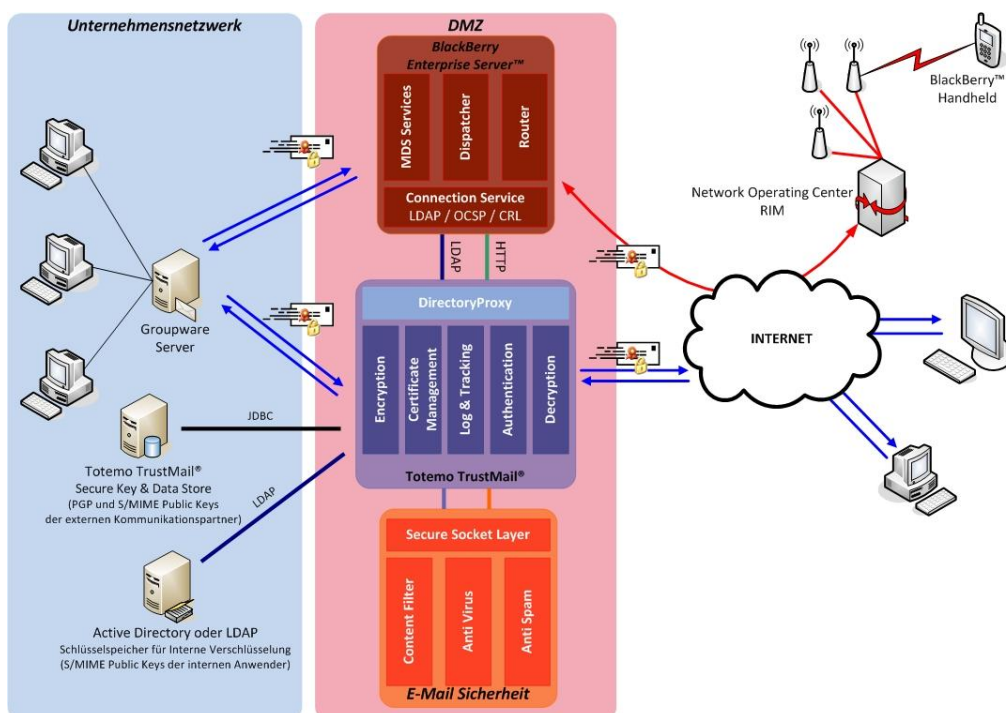 Unternehmensnetzwerk
Groupware
Server
JDBC
Totemo TrustMail®
Secure Key & Data Store
(PGP und S/MIME Public Keys
der externen Kommunikationspartner)
LDAP
Active Directory oder LDAP
Schlüsselspeicher für Interne Verschlüsselung
(S/MIME Public Keys der internen Anwender)
DMZ
BlackBerry
Enterprise Server™
MDS Services
Dispatcher
Router
Connection Service
LDAP / OCSP / CRL
LDAP
HTTP
DirectoryProxy
Encryption
Certificate
Management
Log & Tracking
Authentication
Decryption
Totemo TrustMail®
Secure Socket Layer
Content Filter
Anti Virus
Anti Spam
E-Mail Sicherheit
BlackBerry™
Handheld
Network Operating Center
RIM
INTERNET